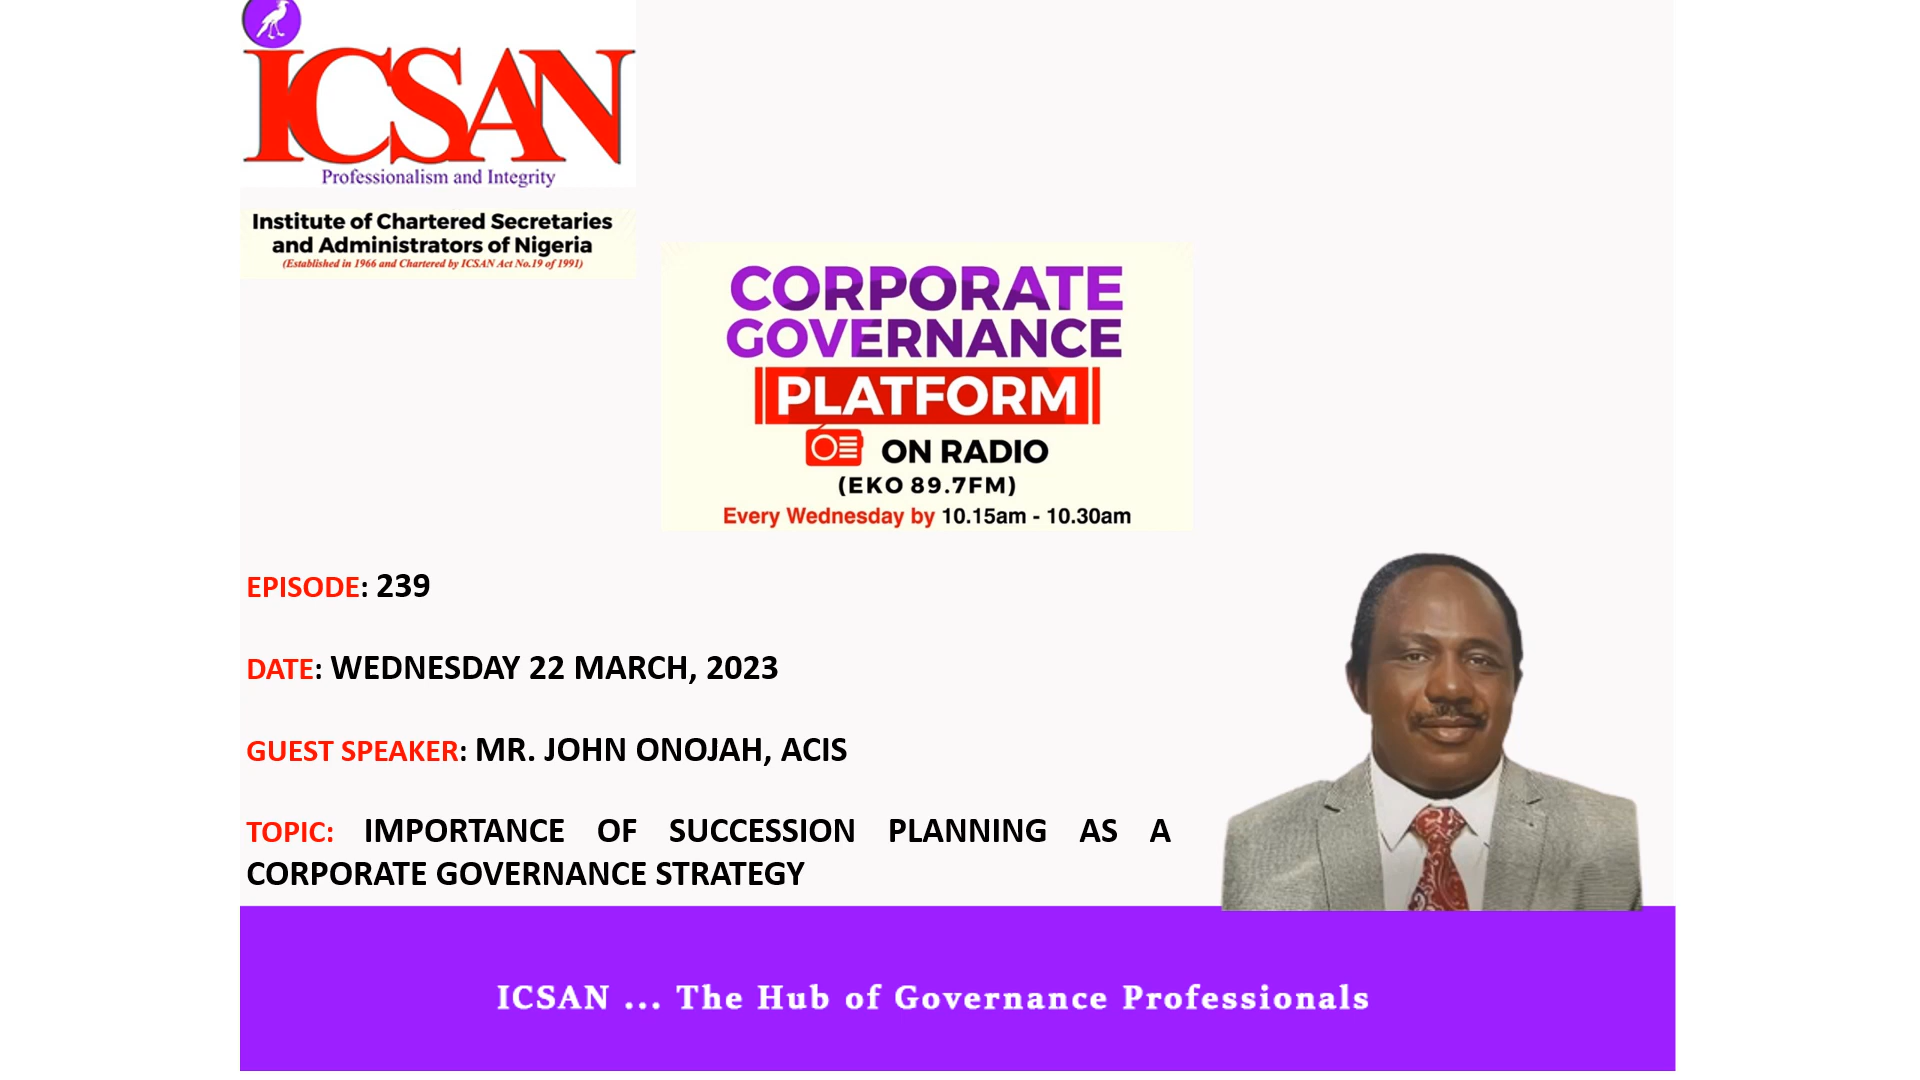 iCSAN
Professionalism and Integrity
Institute of Chartered Secretaries
and Administrators of Nigeria
(Established in 1966 and Chartered by ICSAN Act No.19 of 1991)
CORPORATE
GOVERNANCE
PLATFORM
ON RADIO
(EKO 89.7FM)
Every Wednesday by 10.15am - 10.30am
EPISODE: 239
DATE: WEDNESDAY 22 MARCH, 2023
GUEST SPEAKER: MR. JOHN ONOJAH, ACIS
TOPIC: IMPORTANCE OF SUCCESSION PLANNING AS A
CORPORATE GOVERNANCE STRATEGY
ICSAN ... The Hub of Governance Professionals